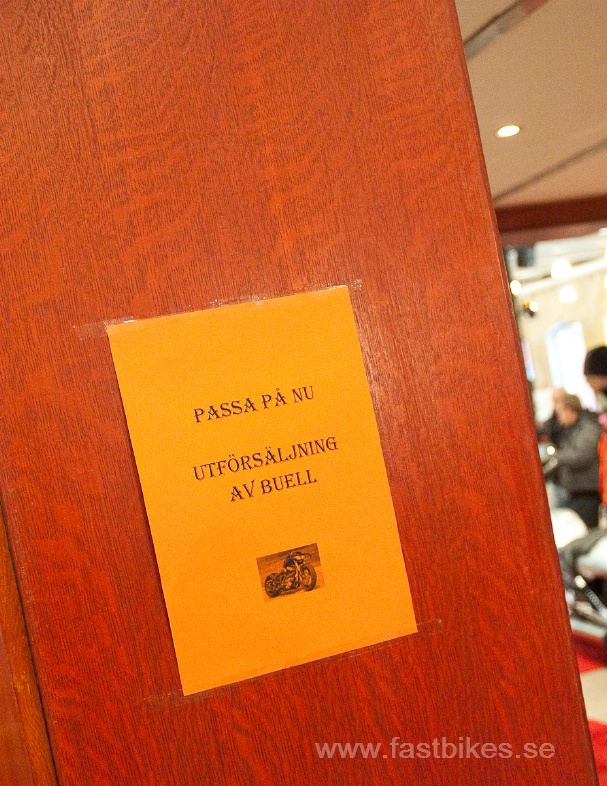 PASSA PÅ NU
UTFÖRSÄLJNING
AV BUELL
www.fastbikes.se